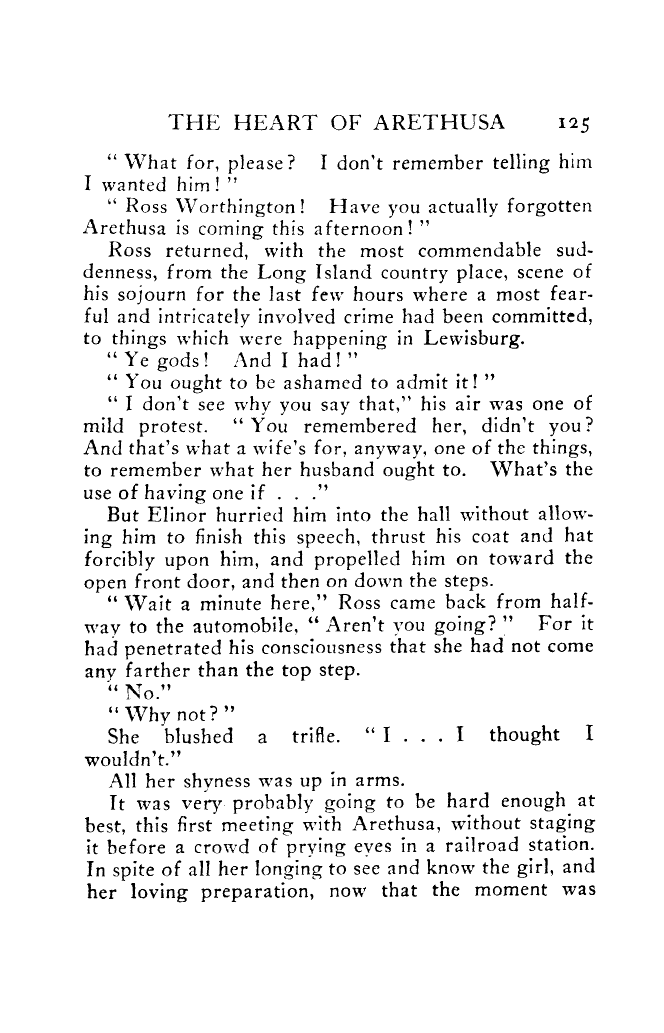 THE HEART OF ARETHUSA 125
“ What for, please? I don't remember telling him
I wanted him! ”
“ Ross Worthington! Have you actually forgotten
Arethusa is coming this afternoon! ”
Ross returned, with the most commendable sud-
denness, from the Long Island country place, scene of
his sojourn for the last few hours where a most fear-
ful and intricately involved crime had been committed,
to things which were happening in Lewisburg.
“ Ye gods! And I had! ”
“ You ought to be ashamed to admit it! ”
“ I don't see why you say that,” his air was one of
mild protest. “ You remembered her, didn't you?
And that's what a wife's for, anyway, one of the things,
to remember what her husband ought to. What's the
use of having one if . . .”
But Elinor hurried him into the hall without allow-
ing him to finish this speech, thrust his coat and hat
forcibly upon him, and propelled him on toward the
open front door, and then on down the steps.
“ Wait a minute here,” Ross came back from half-
way to the automobile, “ Aren't you going? ” For it
had penetrated his consciousness that she had not come
any farther than the top step.
“ No.”
“ Why not? ”
She blushed a trifle. “ I . . . I thought I
wouldn't.”
All her shyness was up in arms.
It was very probably going to be hard enough at
best, this first meeting with Arethusa, without staging
it before a crowd of prying eyes in a railroad station.
In spite of all her longing to see and know the girl, and
her loving preparation, now that the moment was